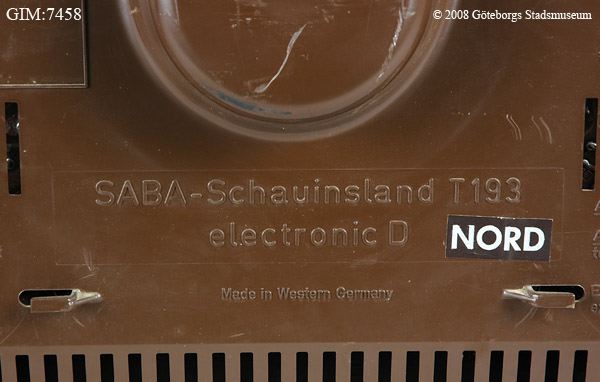 GIM:7458
© 2008 Göteborgs Stadsmuseum
SABA-Schauinsland T193
electronic D
NORD
Made in Western Germany